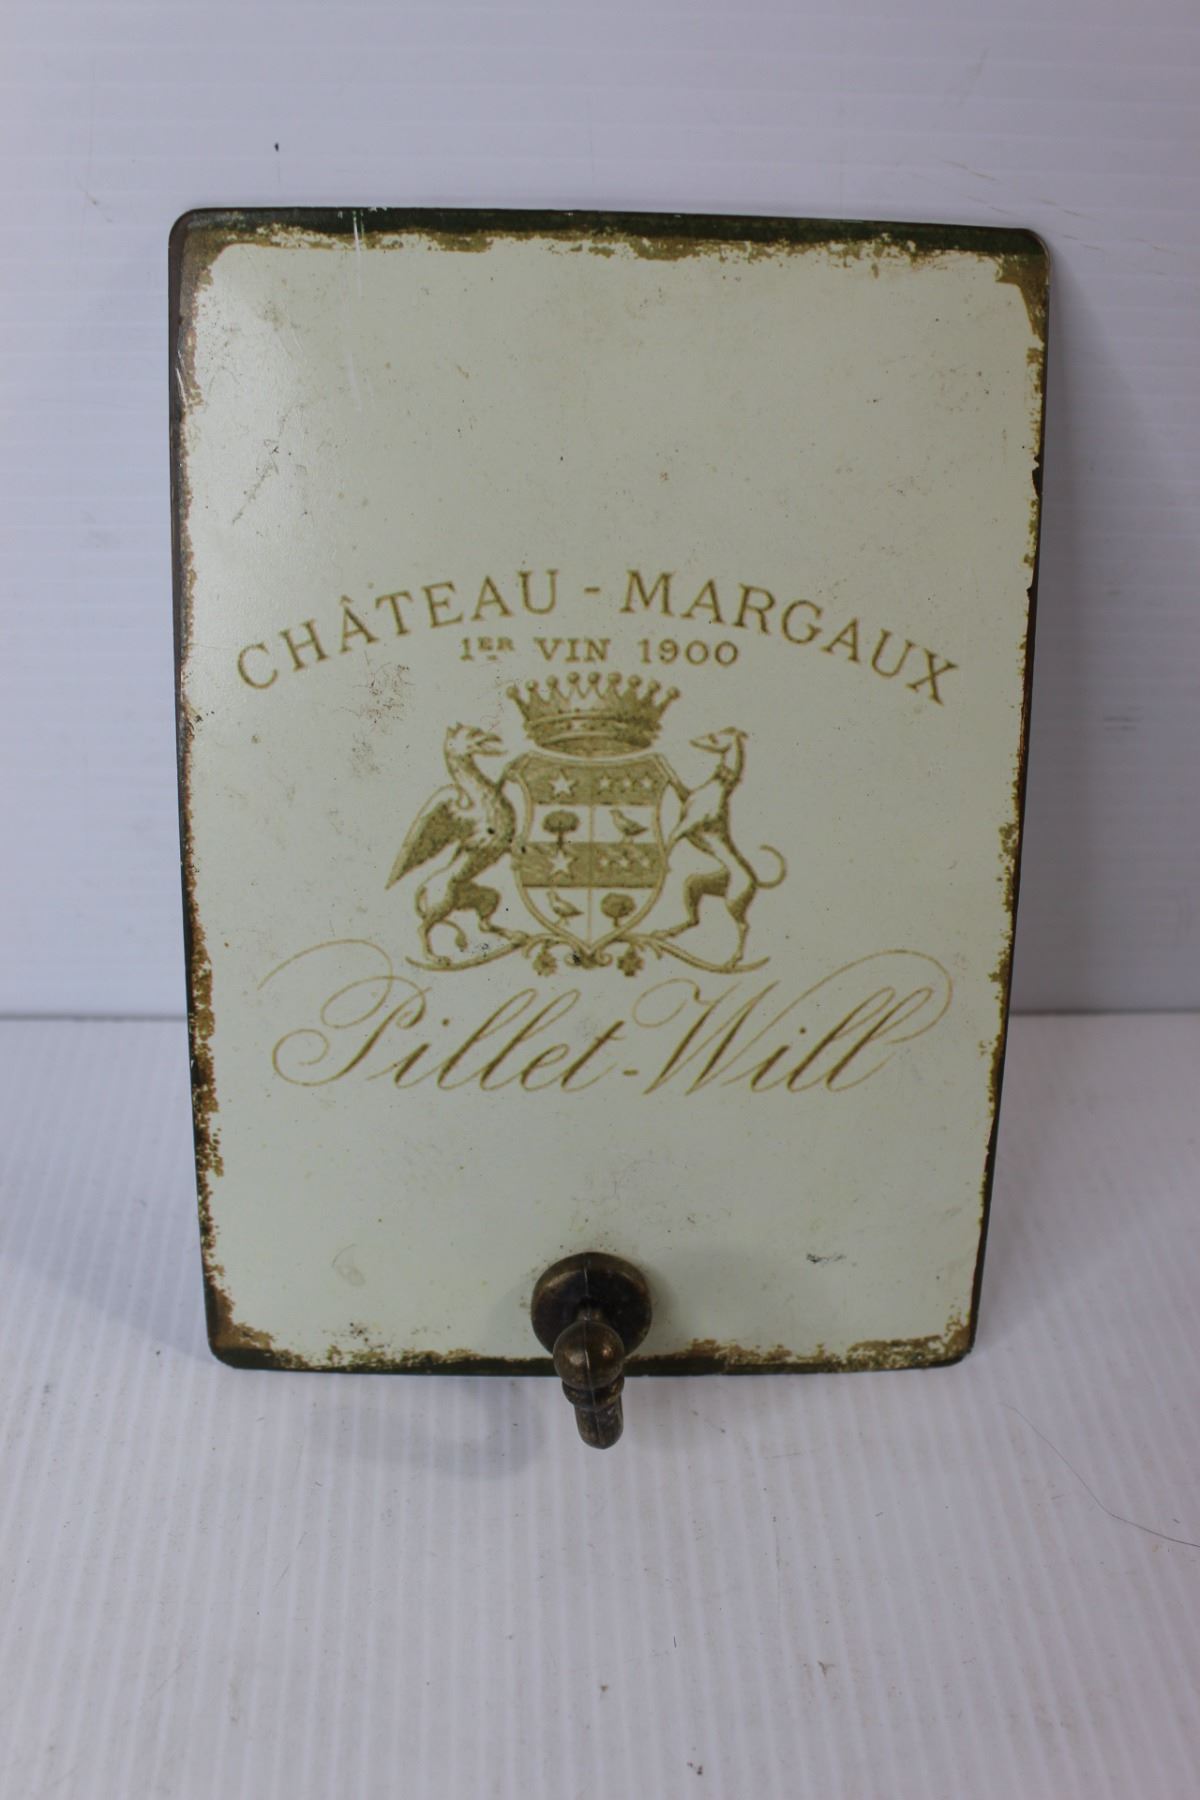 CHÂTEAU - MARGAUX
1ER VIN 1900
Pillet-Will